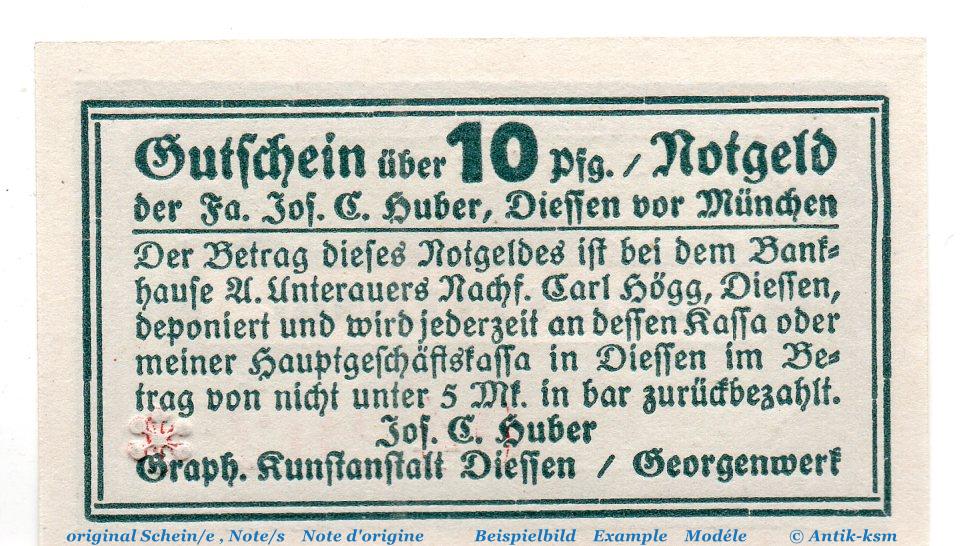 Gutschein über 10 Pfg. / Notgeld
der Fa. Jos. C. Huber, Diessen vor München
Der Betrag dieses Notgeldes ist bei dem Bank-
hause A. Unterauers Nachf. Carl Högg, Diessen,
deponiert und wird jederzeit an dessen Kassa oder
meiner Hauptgeschäftskassa in Diessen im Be-
trag von nicht unter 5 Mk. in bar zurückbezahlt.
Jos. C. Huber
Graph. Kunstanstalt Diessen / Georgenwerk
original Schein/e , Note/s Note d'origine Beispielbild Example Modéle © Antik-ksm